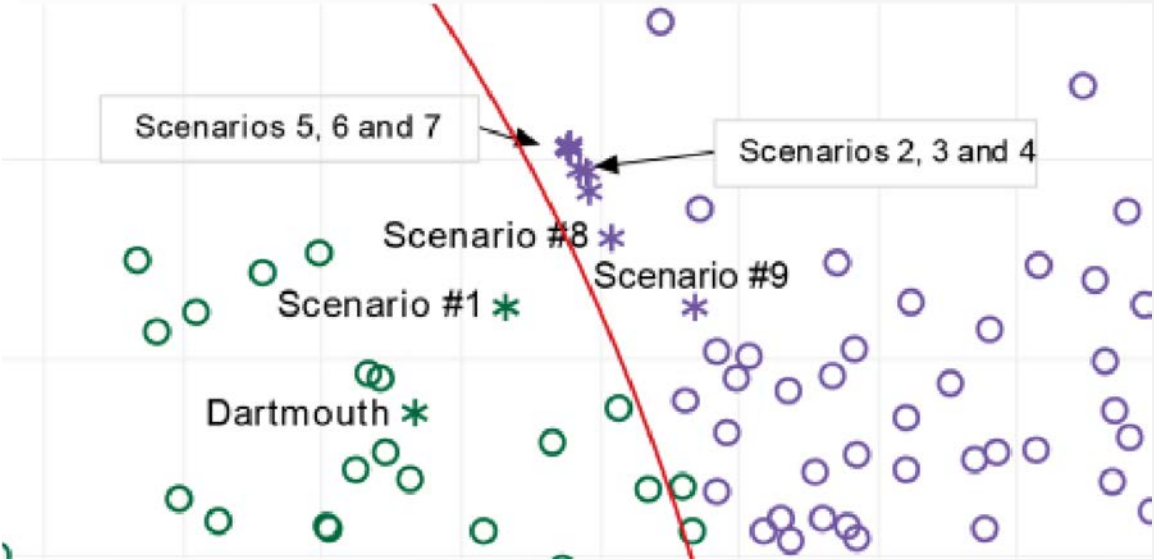 Scenarios 5, 6 and 7
Scenarios 2, 3 and 4
Scenario #8
Scenario #9
Scenario #1
Dartmouth